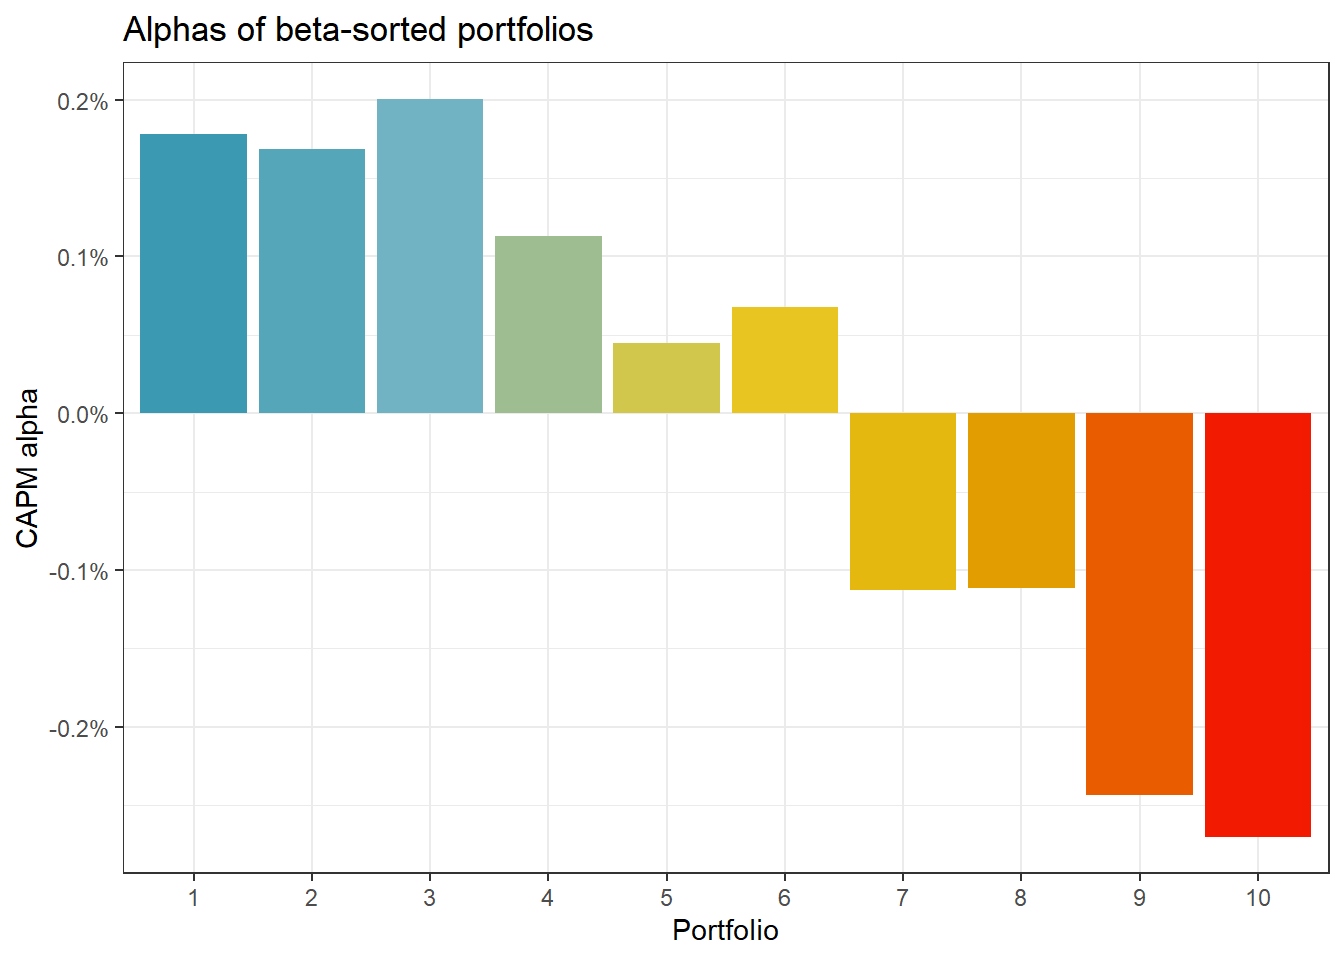 Alphas of beta-sorted portfolios
CAPM alpha
0.2%
0.1%
0.0%
-0.1%
-0.2%
1 2 3 4 5 6 7 8 9 10
Portfolio